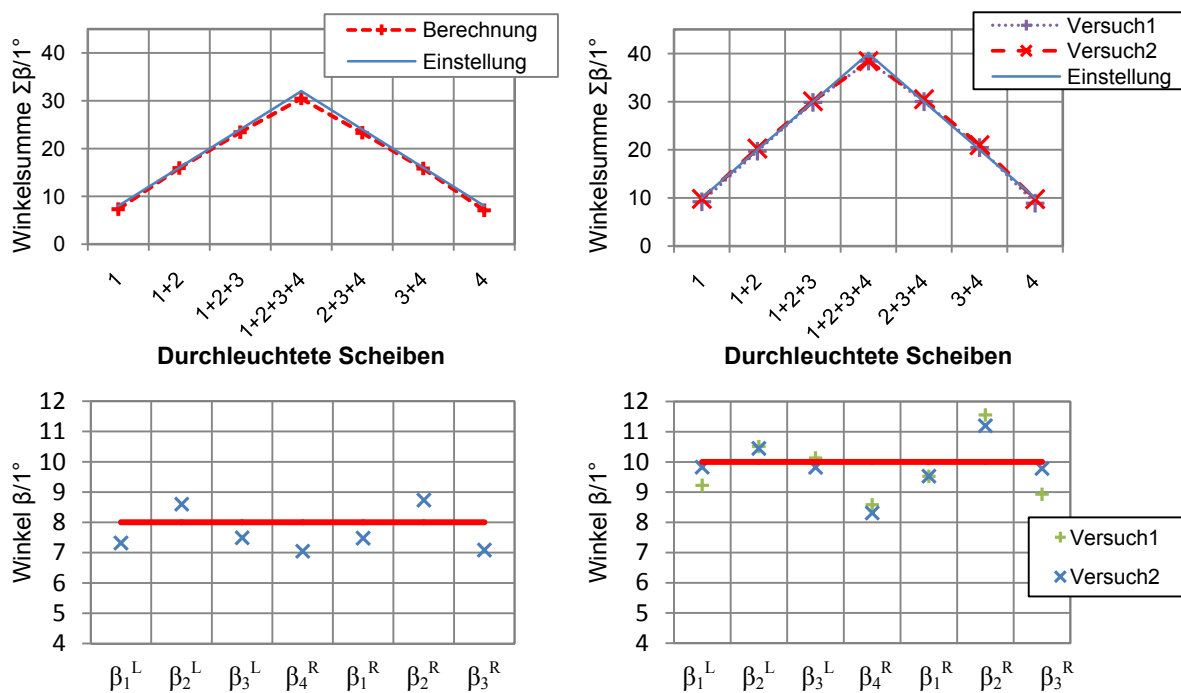 Winkelsumme Σβ/1°
40
30
20
10
0
Berechnung
Einstellung
1
1+2
1+2+3
1+2+3+4
2+3+4
3+4
4
Durchleuchtete Scheiben
Winkelsumme Σβ/1°
40
30
20
10
0
Versuch1
Versuch2
Einstellung
1
1+2
1+2+3
1+2+3+4
2+3+4
3+4
4
Durchleuchtete Scheiben
Winkel β/1°
12
11
10
9
8
7
6
5
4
β₁ᴸ β₂ᴸ β₃ᴸ β₄ᴿ β₁ᴿ β₂ᴿ β₃ᴿ
Winkel β/1°
12
11
10
9
8
7
6
5
4
Versuch1
Versuch2
β₁ᴸ β₂ᴸ β₃ᴸ β₄ᴿ β₁ᴿ β₂ᴿ β₃ᴿ